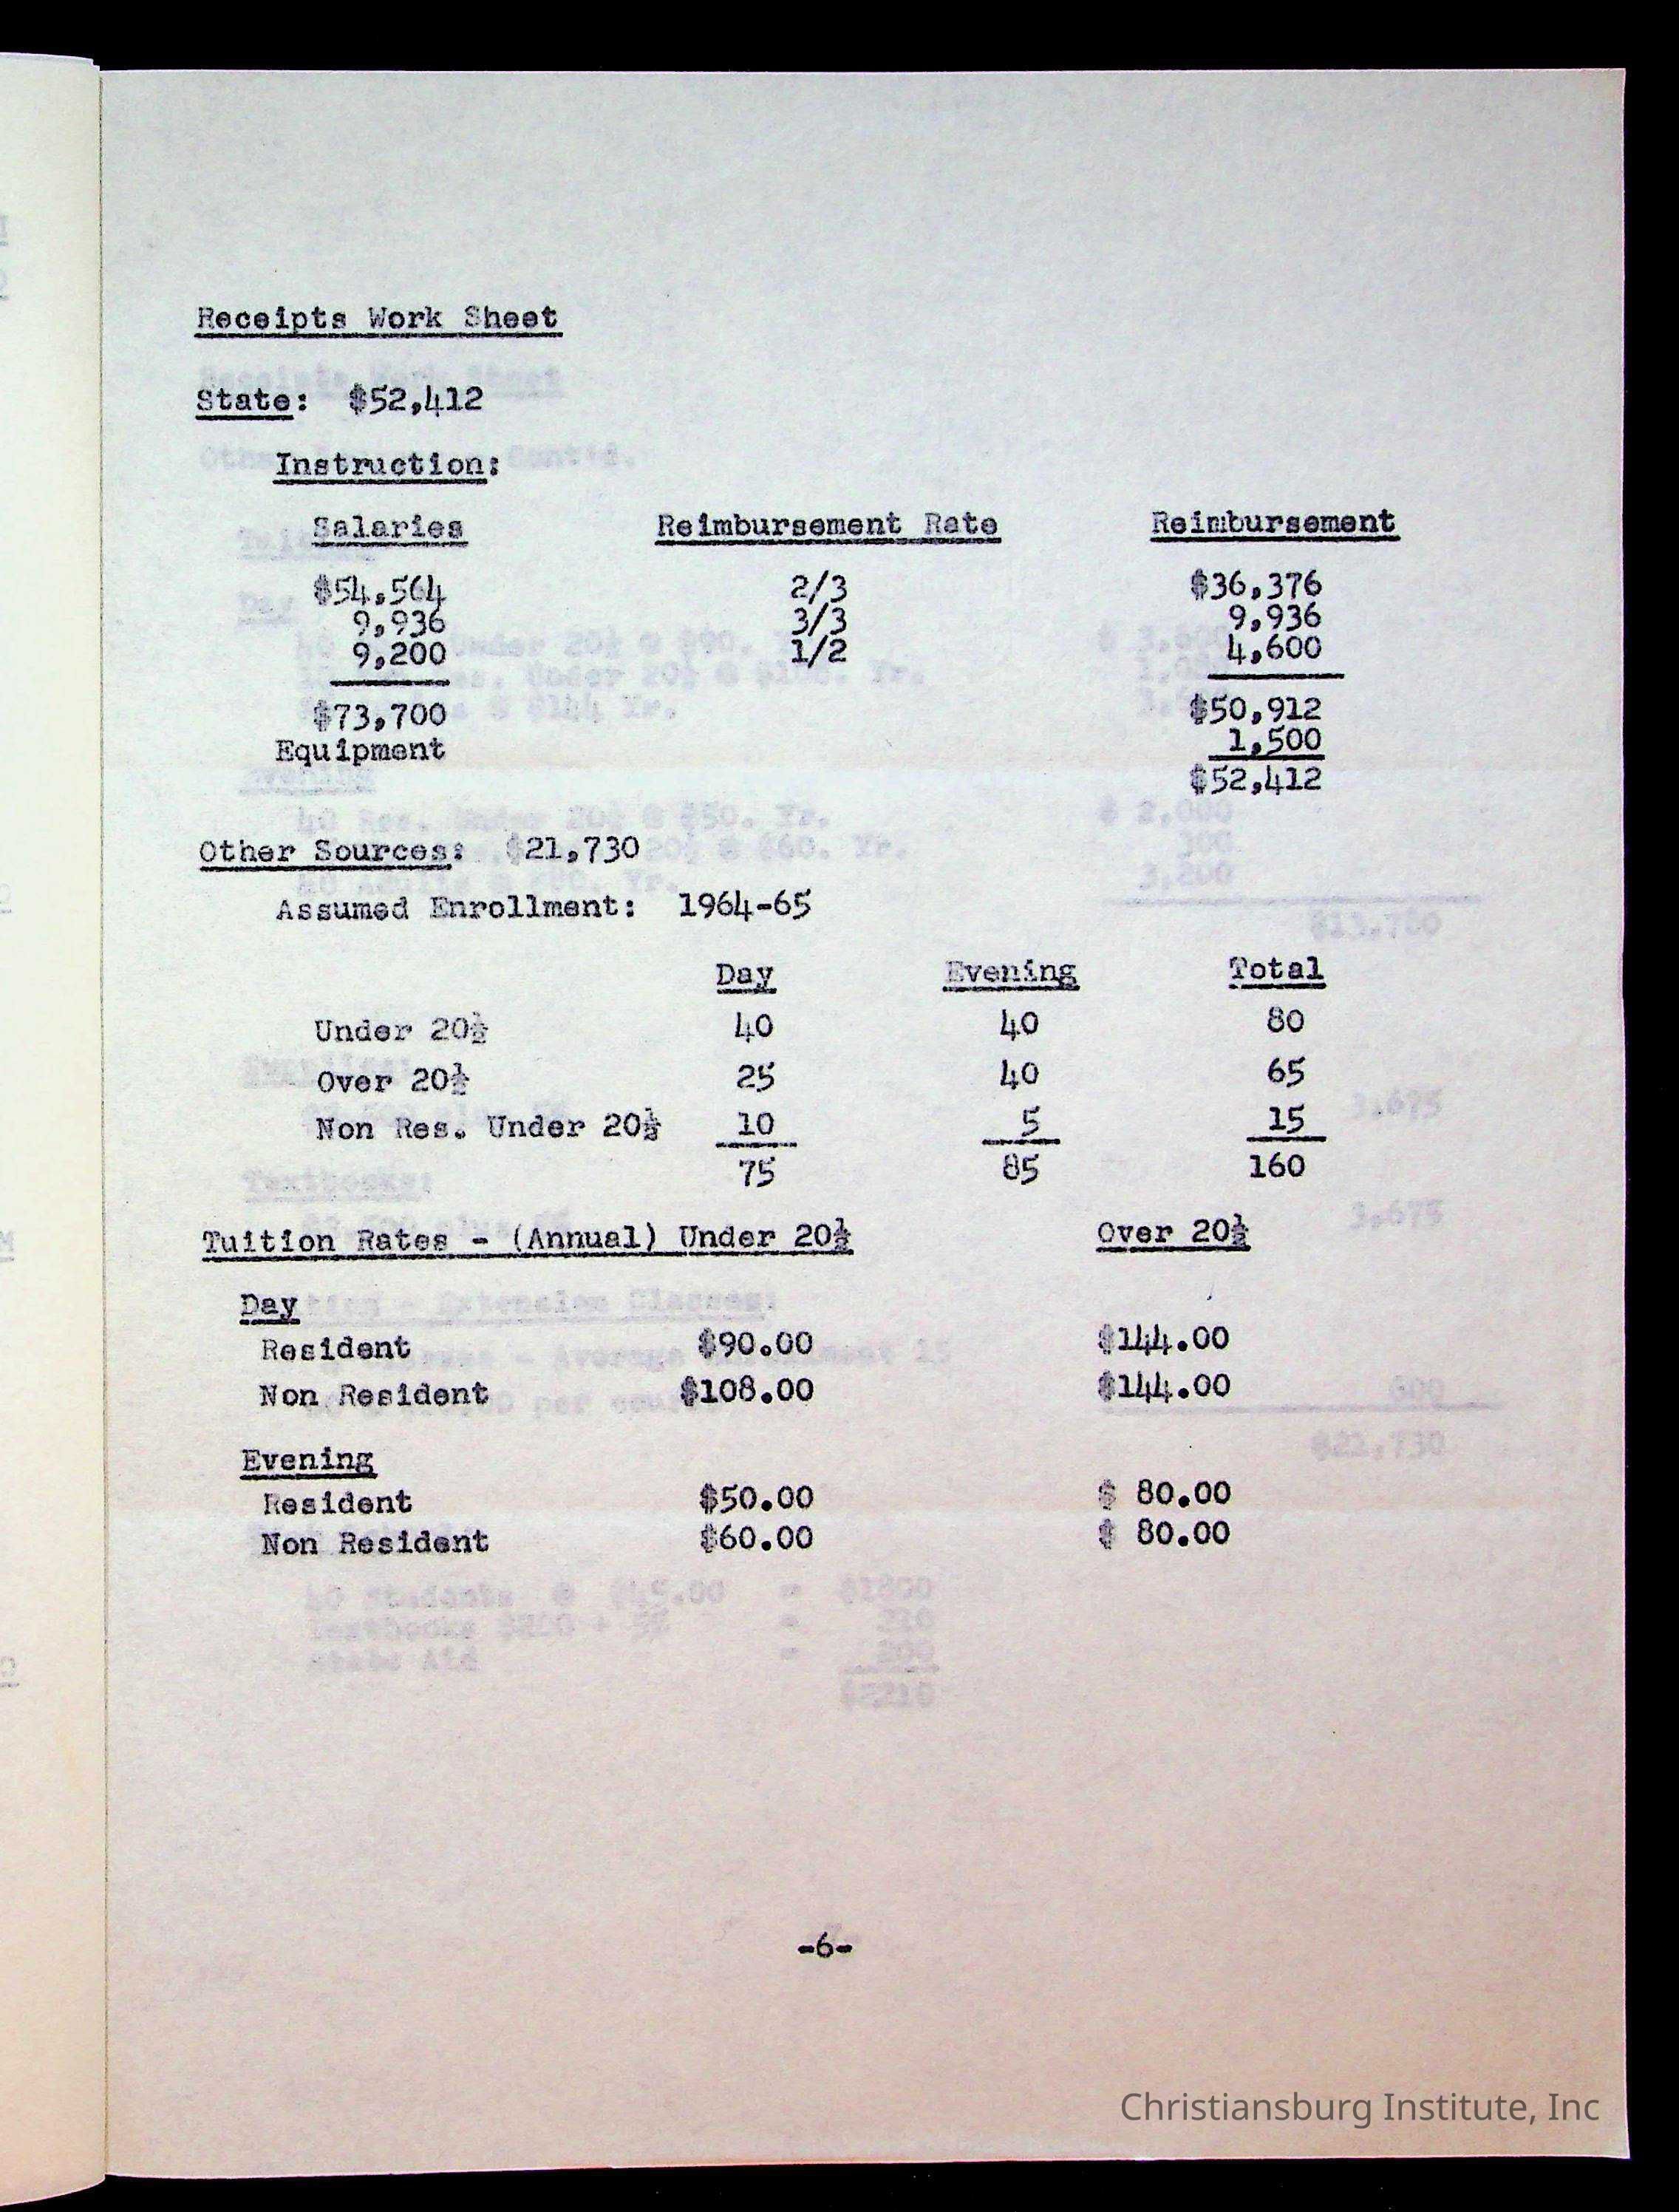 Receipts Work Sheet
State: $52,412
Instruction:
Salaries Reimbursement Rate Reimbursement
$54,564 2/3 $36,376
9,936 3/3 9,936
9,200 1/2 4,600
$73,700 $50,912
Equipment 1,500
$52,412
Other Sources: $21,730
Assumed Enrollment: 1964-65
Day Evening Total
Under 20½ 40 40 80
Over 20½ 25 40 65
Non Res. Under 20½ 10 5 15
75 85 160
Tuition Rates - (Annual) Under 20½ Over 20½
Day
Resident $90.00 $144.00
Non Resident $108.00 $144.00
Evening
Resident $50.00 $ 80.00
Non Resident $60.00 $ 80.00
-6-
Christiansburg Institute, Inc